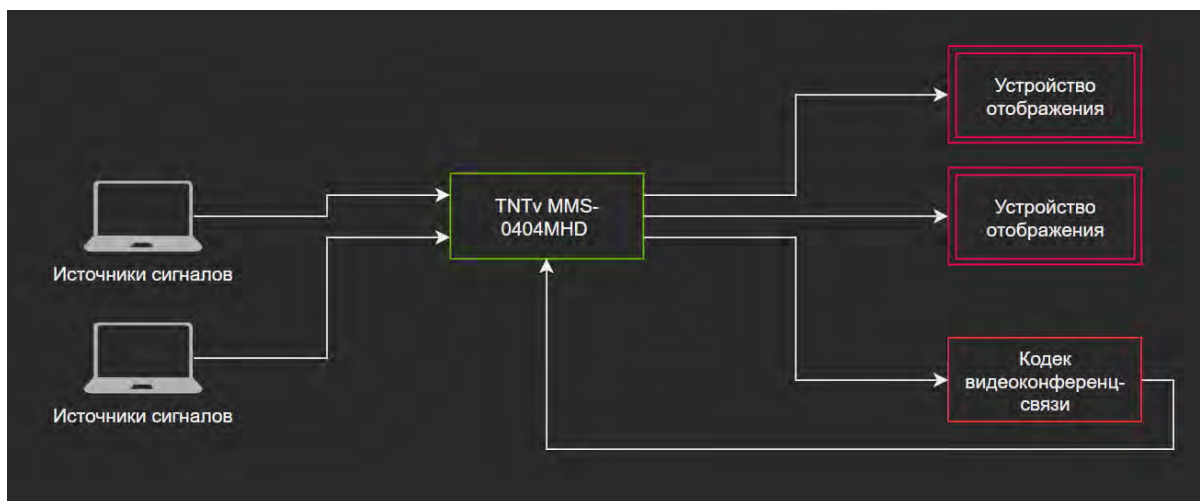 Устройство
отображения
TNTv MMS-
0404MHD
Устройство
отображения
Источники сигналов
Кодек
видеоконференц-
связи
Источники сигналов